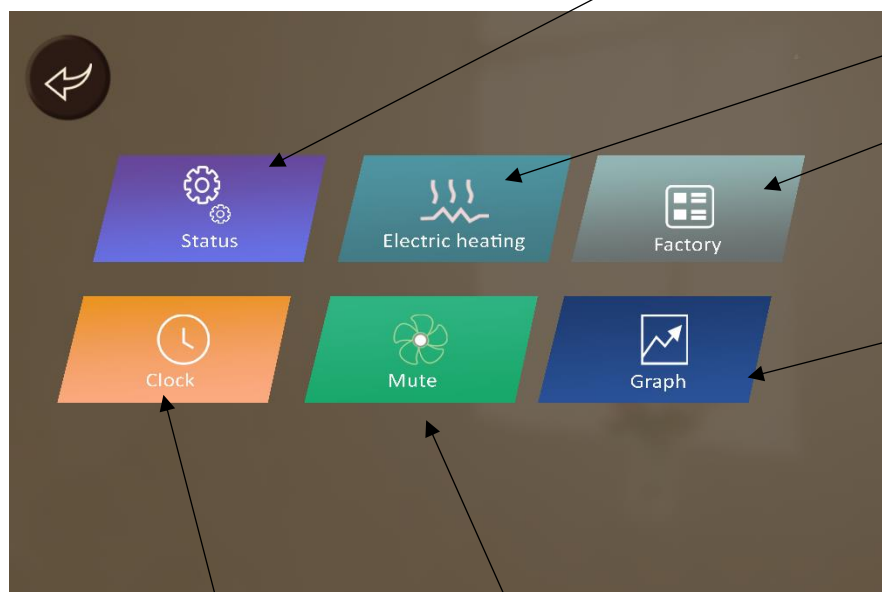 Status
Electric heating
Factory
Clock
Mute
Graph